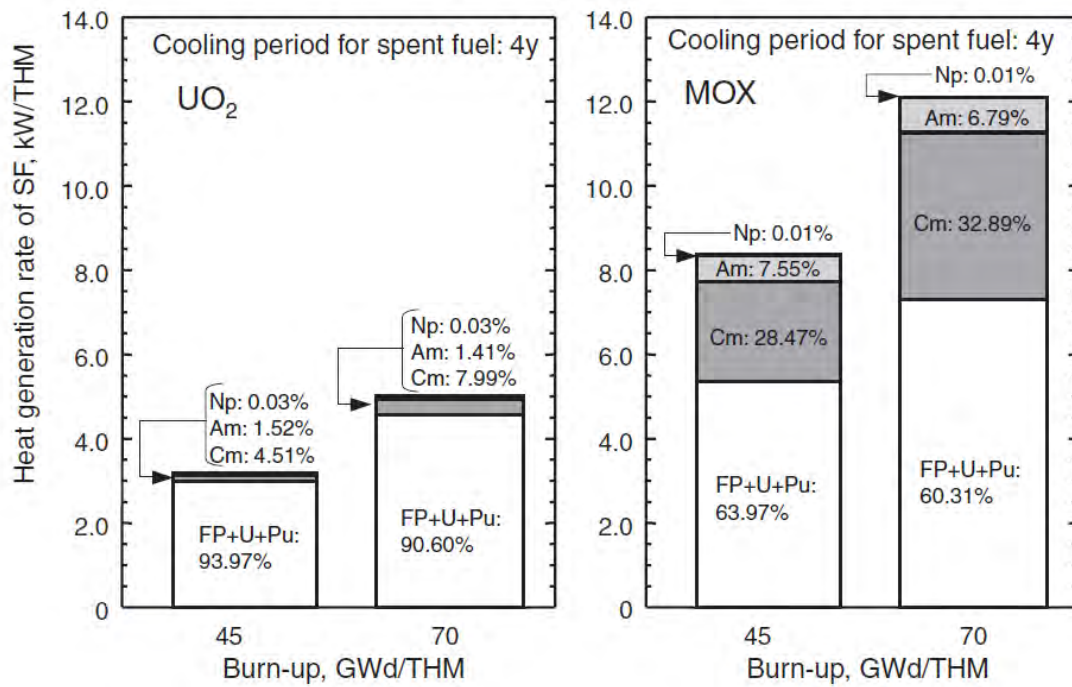 Heat generation rate of SF, kW/THM
14.0
12.0
10.0
8.0
6.0
4.0
2.0
0
Cooling period for spent fuel: 4y
UO2
Np: 0.03%
Am: 1.52%
Cm: 4.51%
FP+U+Pu:
93.97%
Np: 0.03%
Am: 1.41%
Cm: 7.99%
FP+U+Pu:
90.60%
45
70
Burn-up, GWd/THM
14.0
12.0
10.0
8.0
6.0
4.0
2.0
0
Cooling period for spent fuel: 4y
MOX
Np: 0.01%
Am: 7.55%
Cm: 28.47%
FP+U+Pu:
63.97%
Np: 0.01%
Am: 6.79%
Cm: 32.89%
FP+U+Pu:
60.31%
45
70
Burn-up, GWd/THM